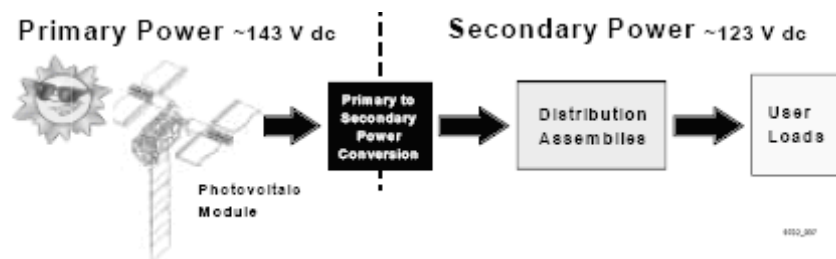 Primary Power ~143 V dc
Secondary Power ~123 V dc
Primary to
Secondary
Power
Conversion
Distribution
Assemblies
User
Loads
Photovoltaic
Module